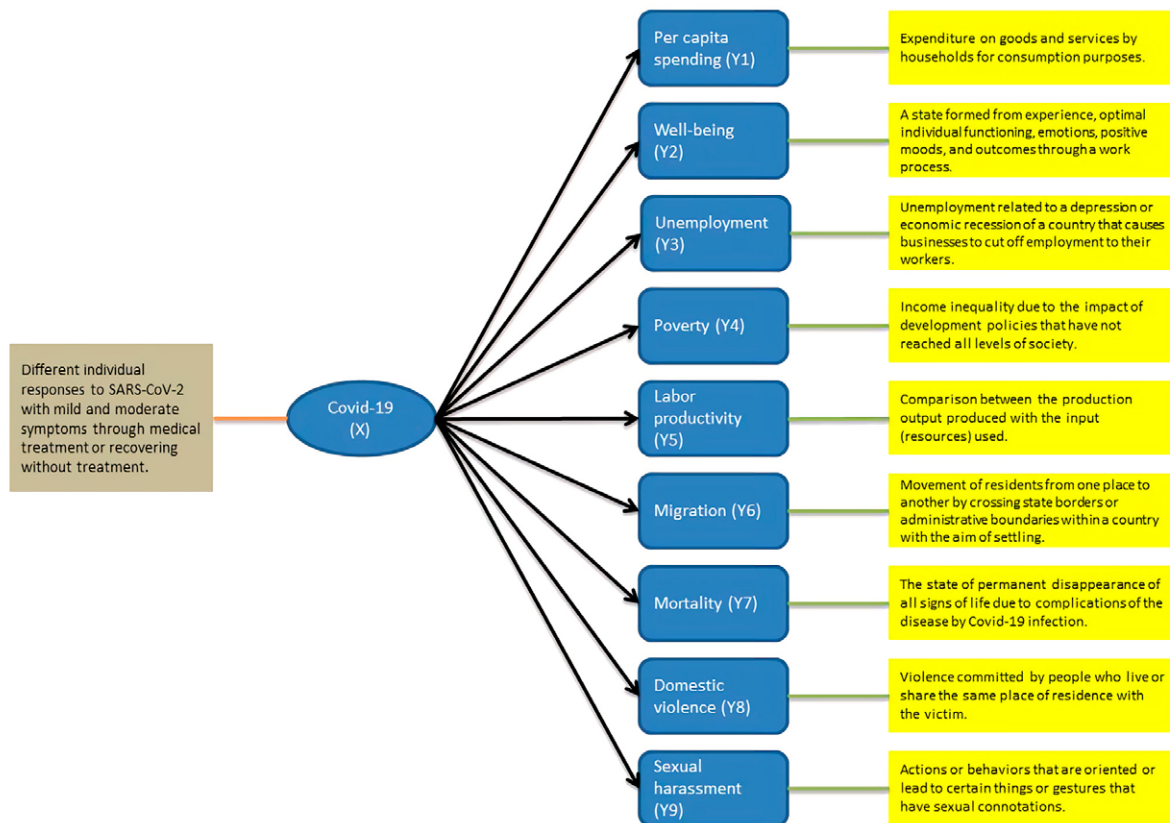 Different individual
responses to SARS-CoV-2
with mild and moderate
symptoms through medical
treatment or recovering
without treatment.
Covid-19
(X)
Per capita
spending (Y1)
Expenditure on goods and services by
households for consumption purposes.
Well-being
(Y2)
A state formed from experience, optimal
individual functioning, emotions, positive
moods, and outcomes through a work
process.
Unemployment
(Y3)
Unemployment related to a depression or
economic recession of a country that causes
businesses to cut off employment to their
workers.
Poverty (Y4)
Income inequality due to the impact of
development policies that have not
reached all levels of society.
Labor
productivity
(Y5)
Comparison between the production
output produced with the input
(resources) used.
Migration (Y6)
Movement of residents from one place to
another by crossing state borders or
administrative boundaries within a country
with the aim of settling.
Mortality (Y7)
The state of permanent disappearance of
all signs of life due to complications of the
disease by Covid-19 infection.
Domestic
violence (Y8)
Violence committed by people who live or
share the same place of residence with
the victim.
Sexual
harassment
(Y9)
Actions or behaviors that are oriented or
lead to certain things or gestures that
have sexual connotations.